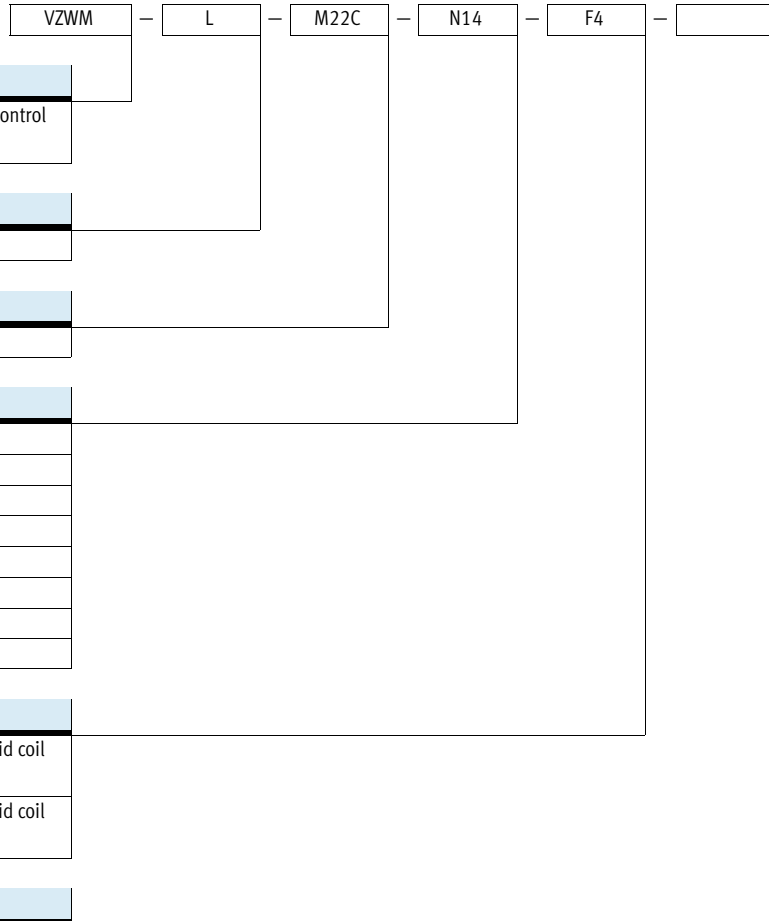 VZWM – L – M22C – N14 – F4 –
ontrol
id coil
id coil